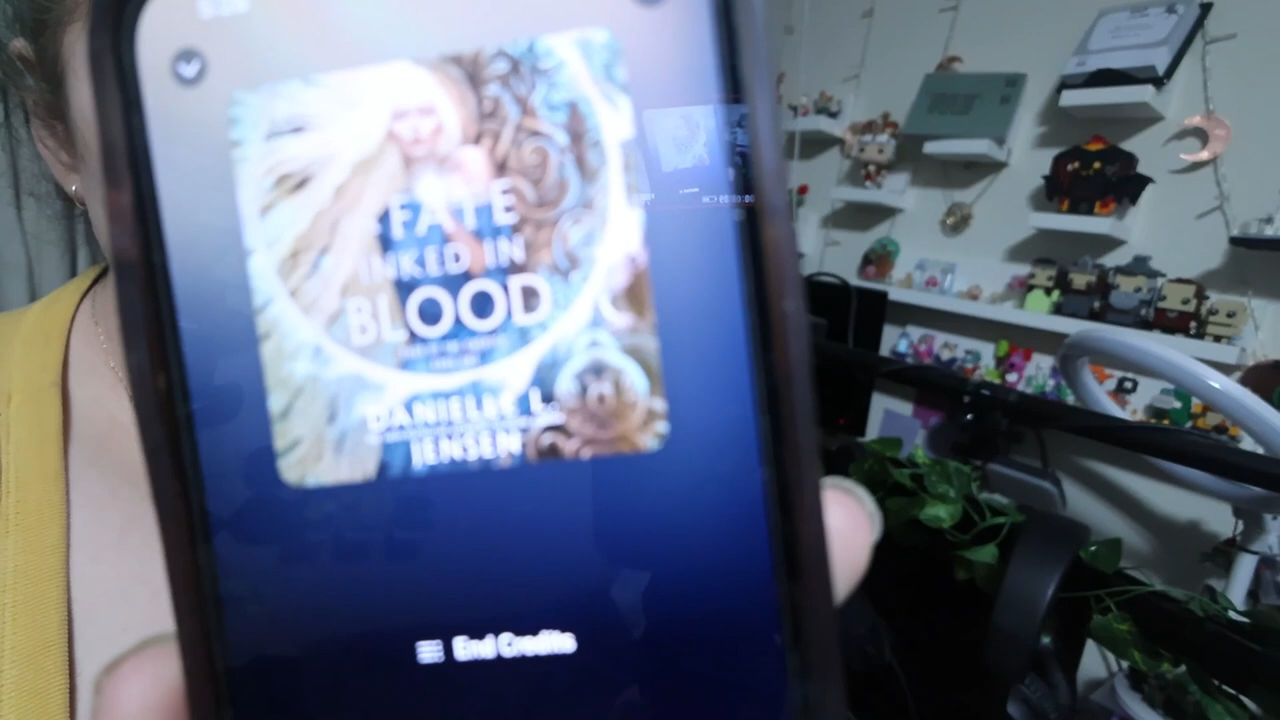 A FATE
INKED IN
BLOOD
DANIELLE L.
JENSEN
End Credits